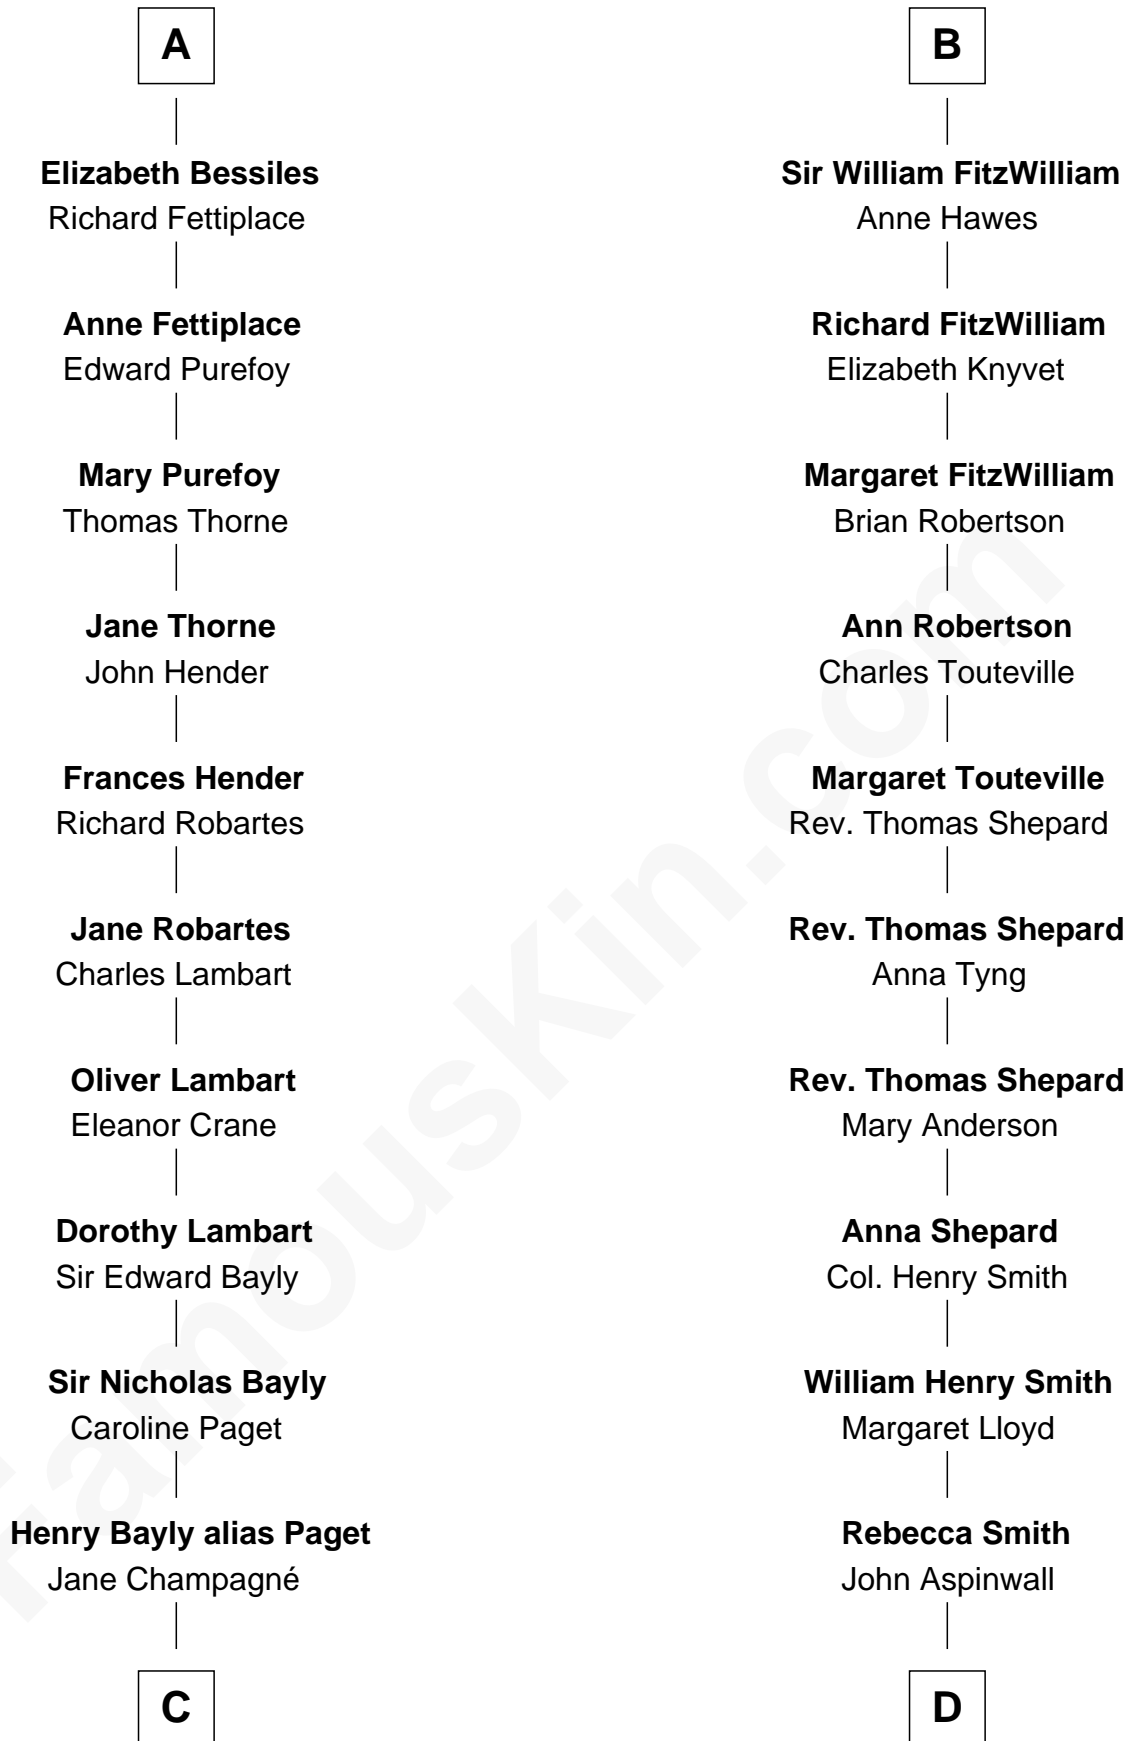 A
Elizabeth Bessiles
Richard Fettiplace
Anne Fettiplace
Edward Purefoy
Mary Purefoy
Thomas Thorne
Jane Thorne
John Hender
Frances Hender
Richard Robartes
Jane Robartes
Charles Lambart
Oliver Lambart
Eleanor Crane
Dorothy Lambart
Sir Edward Bayly
Sir Nicholas Bayly
Caroline Paget
Henry Bayly alias Paget
Jane Champagné
C
B
Sir William FitzWilliam
Anne Hawes
Richard FitzWilliam
Elizabeth Knyvet
Margaret FitzWilliam
Brian Robertson
Ann Robertson
Charles Touteville
Margaret Touteville
Rev. Thomas Shepard
Rev. Thomas Shepard
Anna Tyng
Rev. Thomas Shepard
Mary Anderson
Anna Shepard
Col. Henry Smith
William Henry Smith
Margaret Lloyd
Rebecca Smith
John Aspinwall
D
FamousKin.com